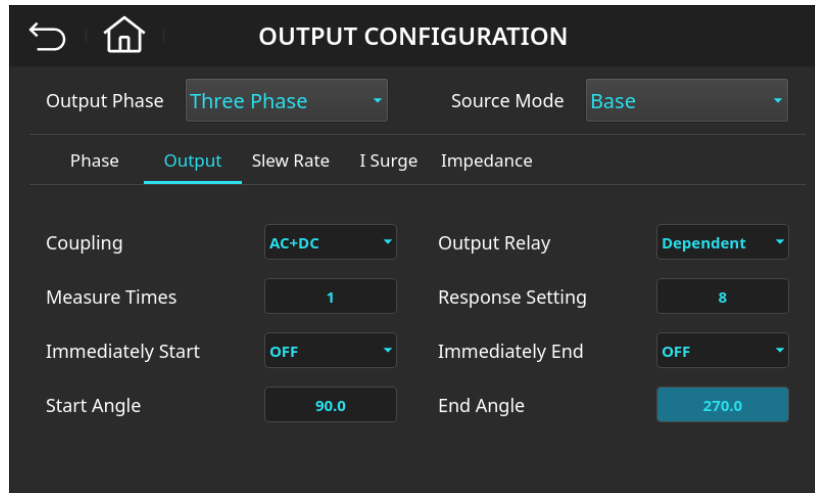 OUTPUT CONFIGURATION
Output Phase Three Phase Source Mode Base
Phase Output Slew Rate I Surge Impedance
Coupling AC+DC Output Relay Dependent
Measure Times 1 Response Setting 8
Immediately Start OFF Immediately End OFF
Start Angle 90.0 End Angle 270.0